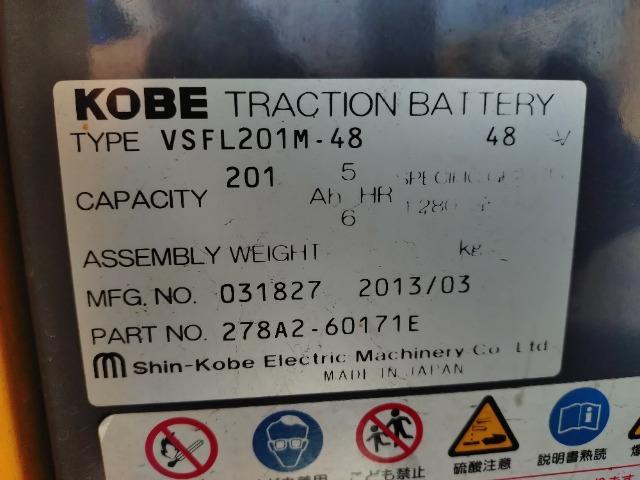 KOBE TRACTION BATTERY
TYPE VSFL201M-48 48 V
CAPACITY 201 Ah 5 HR SPECIFIC
6 1280
ASSEMBLY WEIGHT kg
MFG. NO. 031827 2013/03
PART NO. 278A2-60171E
Shin-Kobe Electric Machinery Co. Ltd.
MADE IN JAPAN
こども禁止 硫酸注意 説明書熟読